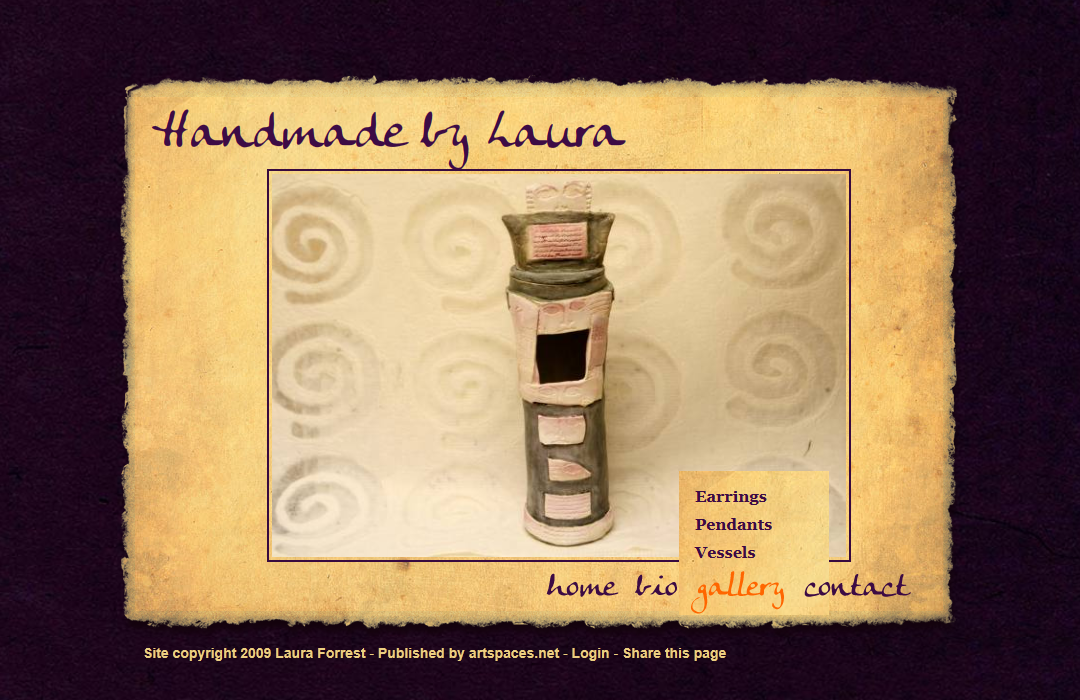 Handmade by Laura
Earrings
Pendants
Vessels
home bio gallery contact
Site copyright 2009 Laura Forrest - Published by artspaces.net - Login - Share this page